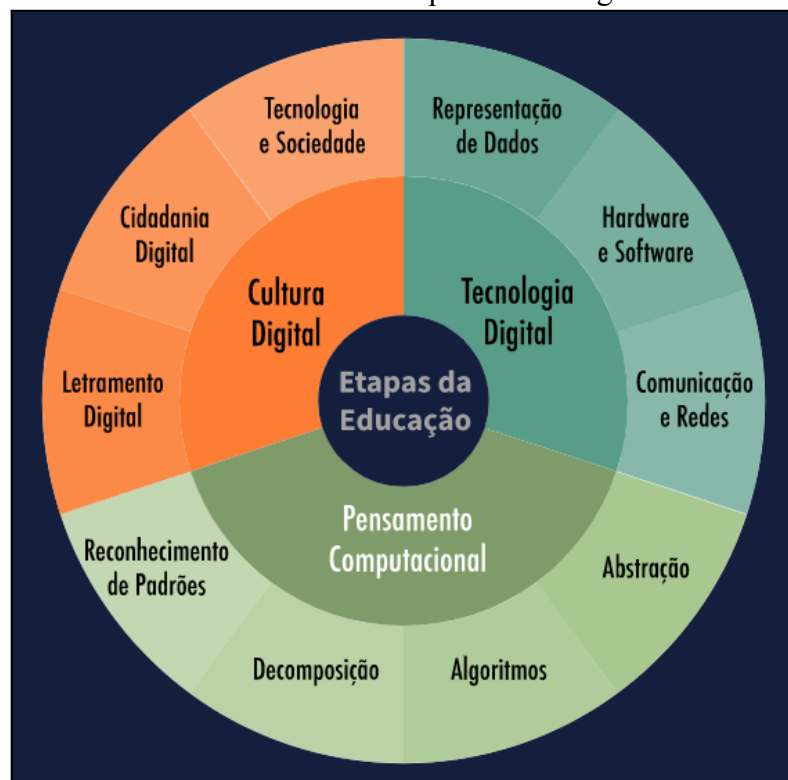 Tecnologia
e Sociedade
Representação
de Dados
Cidadania
Digital
Hardware
e Software
Cultura
Digital
Tecnologia
Digital
Letramento
Digital
Etapas da
Educação
Comunicação
e Redes
Pensamento
Computacional
Reconhecimento
de Padrões
Abstração
Decomposição
Algoritmos